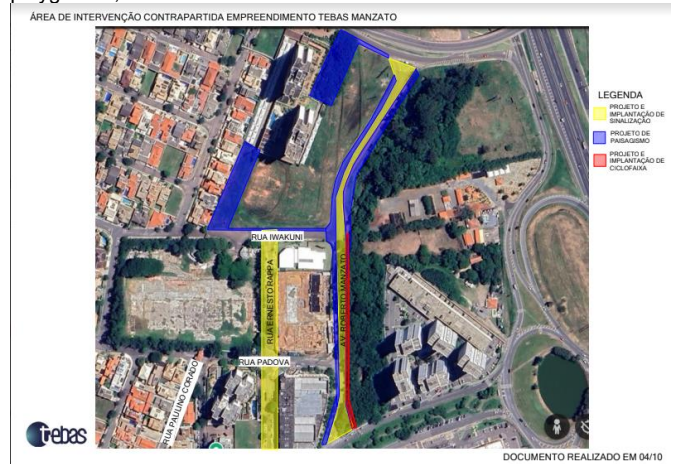 ÁREA DE INTERVENÇÃO CONTRAPARTIDA EMPREENDIMENTO TEBAS MANZATO
LEGENDA
PROJETO E
IMPLANTAÇÃO DE
SINALIZAÇÃO
PROJETO DE
PAISAGISMO
PROJETO E
IMPLANTAÇÃO DE
CICLOFAIXA
RUA IWAKUNI
RUA ERNESTO RAPPA
AV. ROBERTO MANZATO
RUA PADOVA
RUA PAULINO CORADO
tebas
DOCUMENTO REALIZADO EM 04/10